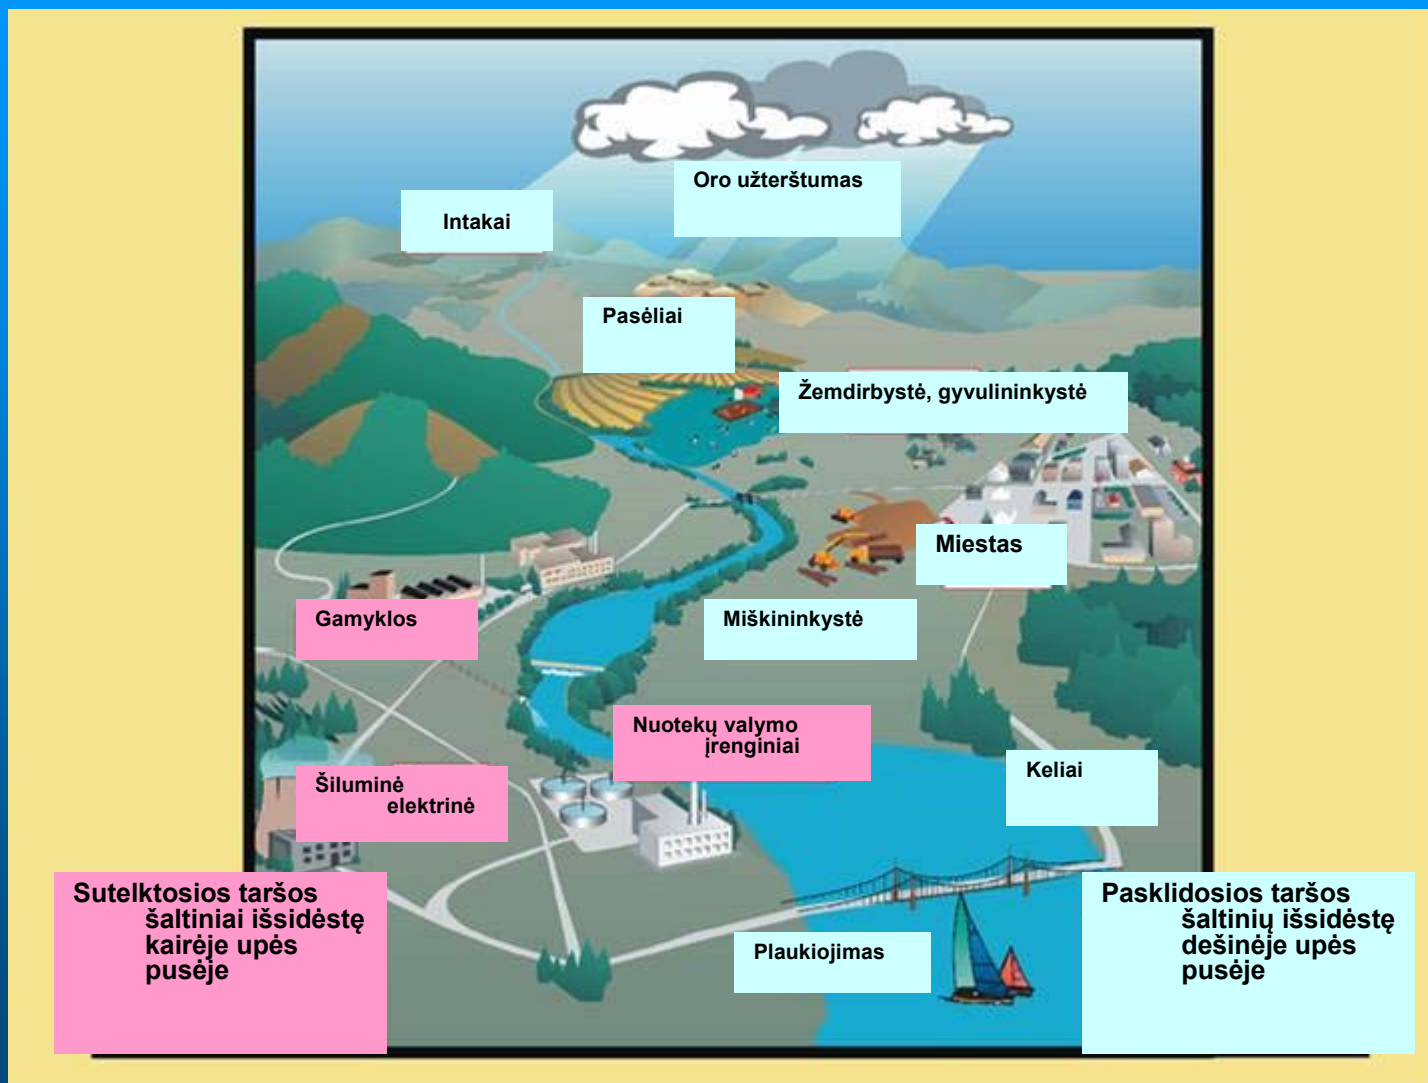 Oro užterštumas
Intakai
Pasėliai
Žemdirbystė, gyvulininkystė
Miestas
Gamyklos
Miškininkystė
Nuotekų valymo
įrenginiai
Keliai
Šiluminė
elektrinė
Sutelktosios taršos
šaltiniai išsidėstę
kairėje upės
pusėje
Pasklidosios taršos
šaltinių išsidėstę
dešinėje upės
pusėje
Plaukiojimas